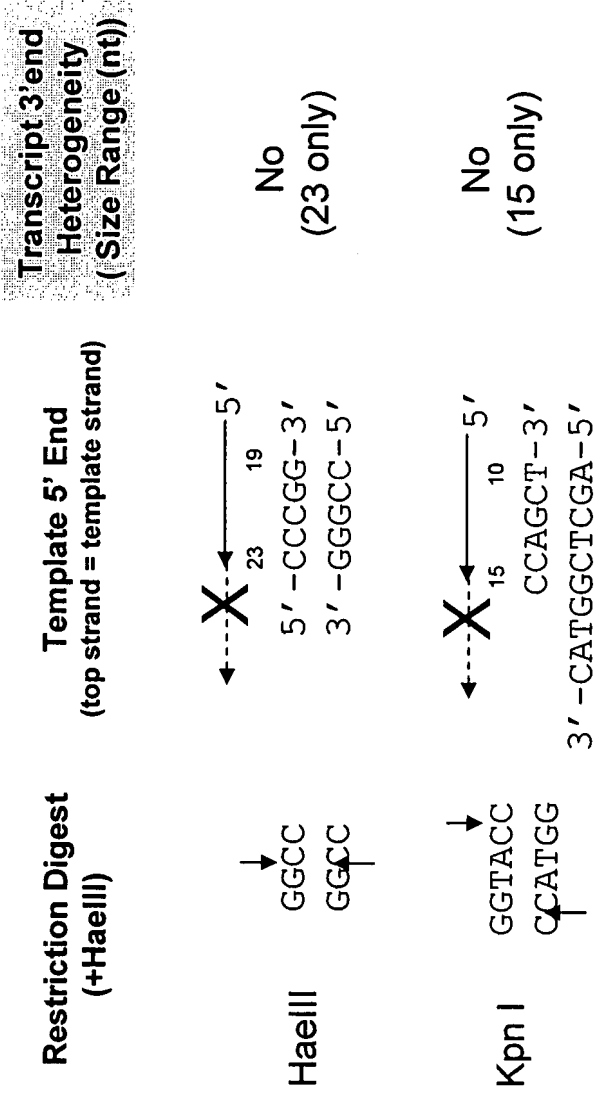 Restriction Digest
(+HaeIII)
Template 5' End
(top strand = template strand)
Transcript 3'end
Heterogeneity
( Size Range (nt))
HaeIII
GGCC
GGCC
5'
23 19
5'-CCCGG-3'
3'-GGGCC-5'
No
(23 only)
Kpn I
GGTACC
CCATGG
5'
15 10
CCAGCT-3'
3'-CATGGCTCGA-5'
No
(15 only)